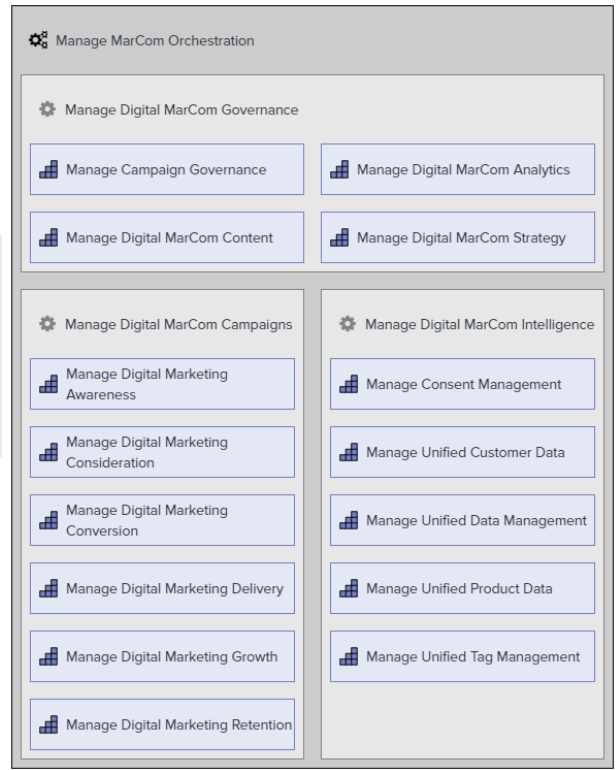 Manage MarCom Orchestration
Manage Digital MarCom Governance
Manage Campaign Governance
Manage Digital MarCom Analytics
Manage Digital MarCom Content
Manage Digital MarCom Strategy
Manage Digital MarCom Campaigns
Manage Digital Marketing
Awareness
Manage Digital Marketing
Consideration
Manage Digital Marketing
Conversion
Manage Digital Marketing Delivery
Manage Digital Marketing Growth
Manage Digital Marketing Retention
Manage Digital MarCom Intelligence
Manage Consent Management
Manage Unified Customer Data
Manage Unified Data Management
Manage Unified Product Data
Manage Unified Tag Management